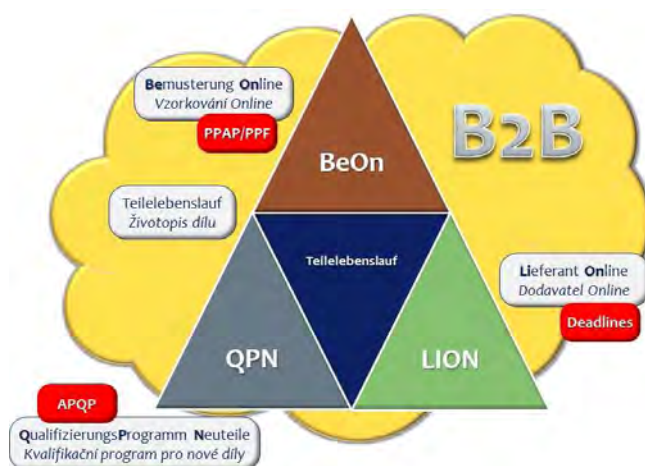 Bemusterung Online
Vzorkování Online
PPAP/PPF
B2B
BeOn
Teilelebenslauf
Životopis dílu
Teilelebenslauf
Lieferant Online
Dodavatel Online
Deadlines
QPN
LION
APQP
QualifizierungsProgramm Neuteile
Kvalifikační program pro nové díly